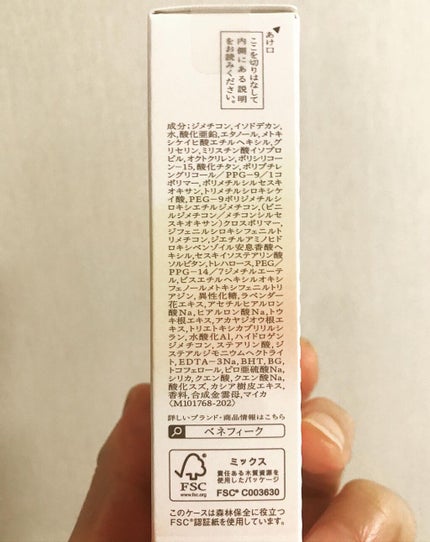 あけ口
ここを切りはなして
内側にある説明
をお読みください。
成分：ジメチコン,イソドデカン,
水,酸化亜鉛,エタノール,メトキ
シケイヒ酸エチルヘキシル,グ
リセリン,ミリスチン酸イソプロ
ピル,オクトクリレン,ポリシリコー
ン-15,酸化チタン,ポリブチレ
ングリコール／PPG-9／1コ
ポリマー,ポリメチルシルセスキ
オキサン,トリメチルシロキシケ
イ酸,PEG-9ポリジメチルシ
ロキシエチルジメチコン,（ビニ
ルジメチコン／メチコンシルセ
スキオキサン）クロスポリマー,
ジフェニルシロキシフェニルト
リメチコン,ジエチルアミノヒド
ロキシベンゾイル安息香酸ヘ
キシル,セスキイソステアリン酸
ソルビタン,トレハロース,PEG／
PPG-14／7ジメチルエーテ
ル,ビスエチルヘキシルオキシ
フェノールメトキシフェニルトリ
アジン,異性化糖,ラベンダー
花エキス,アセチルヒアルロン
酸Na,ヒアルロン酸Na,トウ
キ根エキス,アカヤジオウ根エ
キス,トリエトキシカプリリルシ
ラン,水酸化Al,ハイドロゲン
ジメチコン,ステアリン酸,ジ
ステアルジモニウムヘクトライ
ト,EDTA-3Na,BHT,BG,
トコフェロール,ピロ亜硫酸Na,
シリカ,クエン酸,クエン酸Na,
酸化スズ,カシア樹皮エキス,
香料,合成金雲母,マイカ
〈M101768-202〉
詳しいブランド・商品情報はこちら
ベネフィーク
FSC
www.fsc.org
ミックス
責任ある木質資源を
使用したパッケージ
FSC® C003630
このケースは森林保全に役立つ
FSC®認証紙を使用しています。